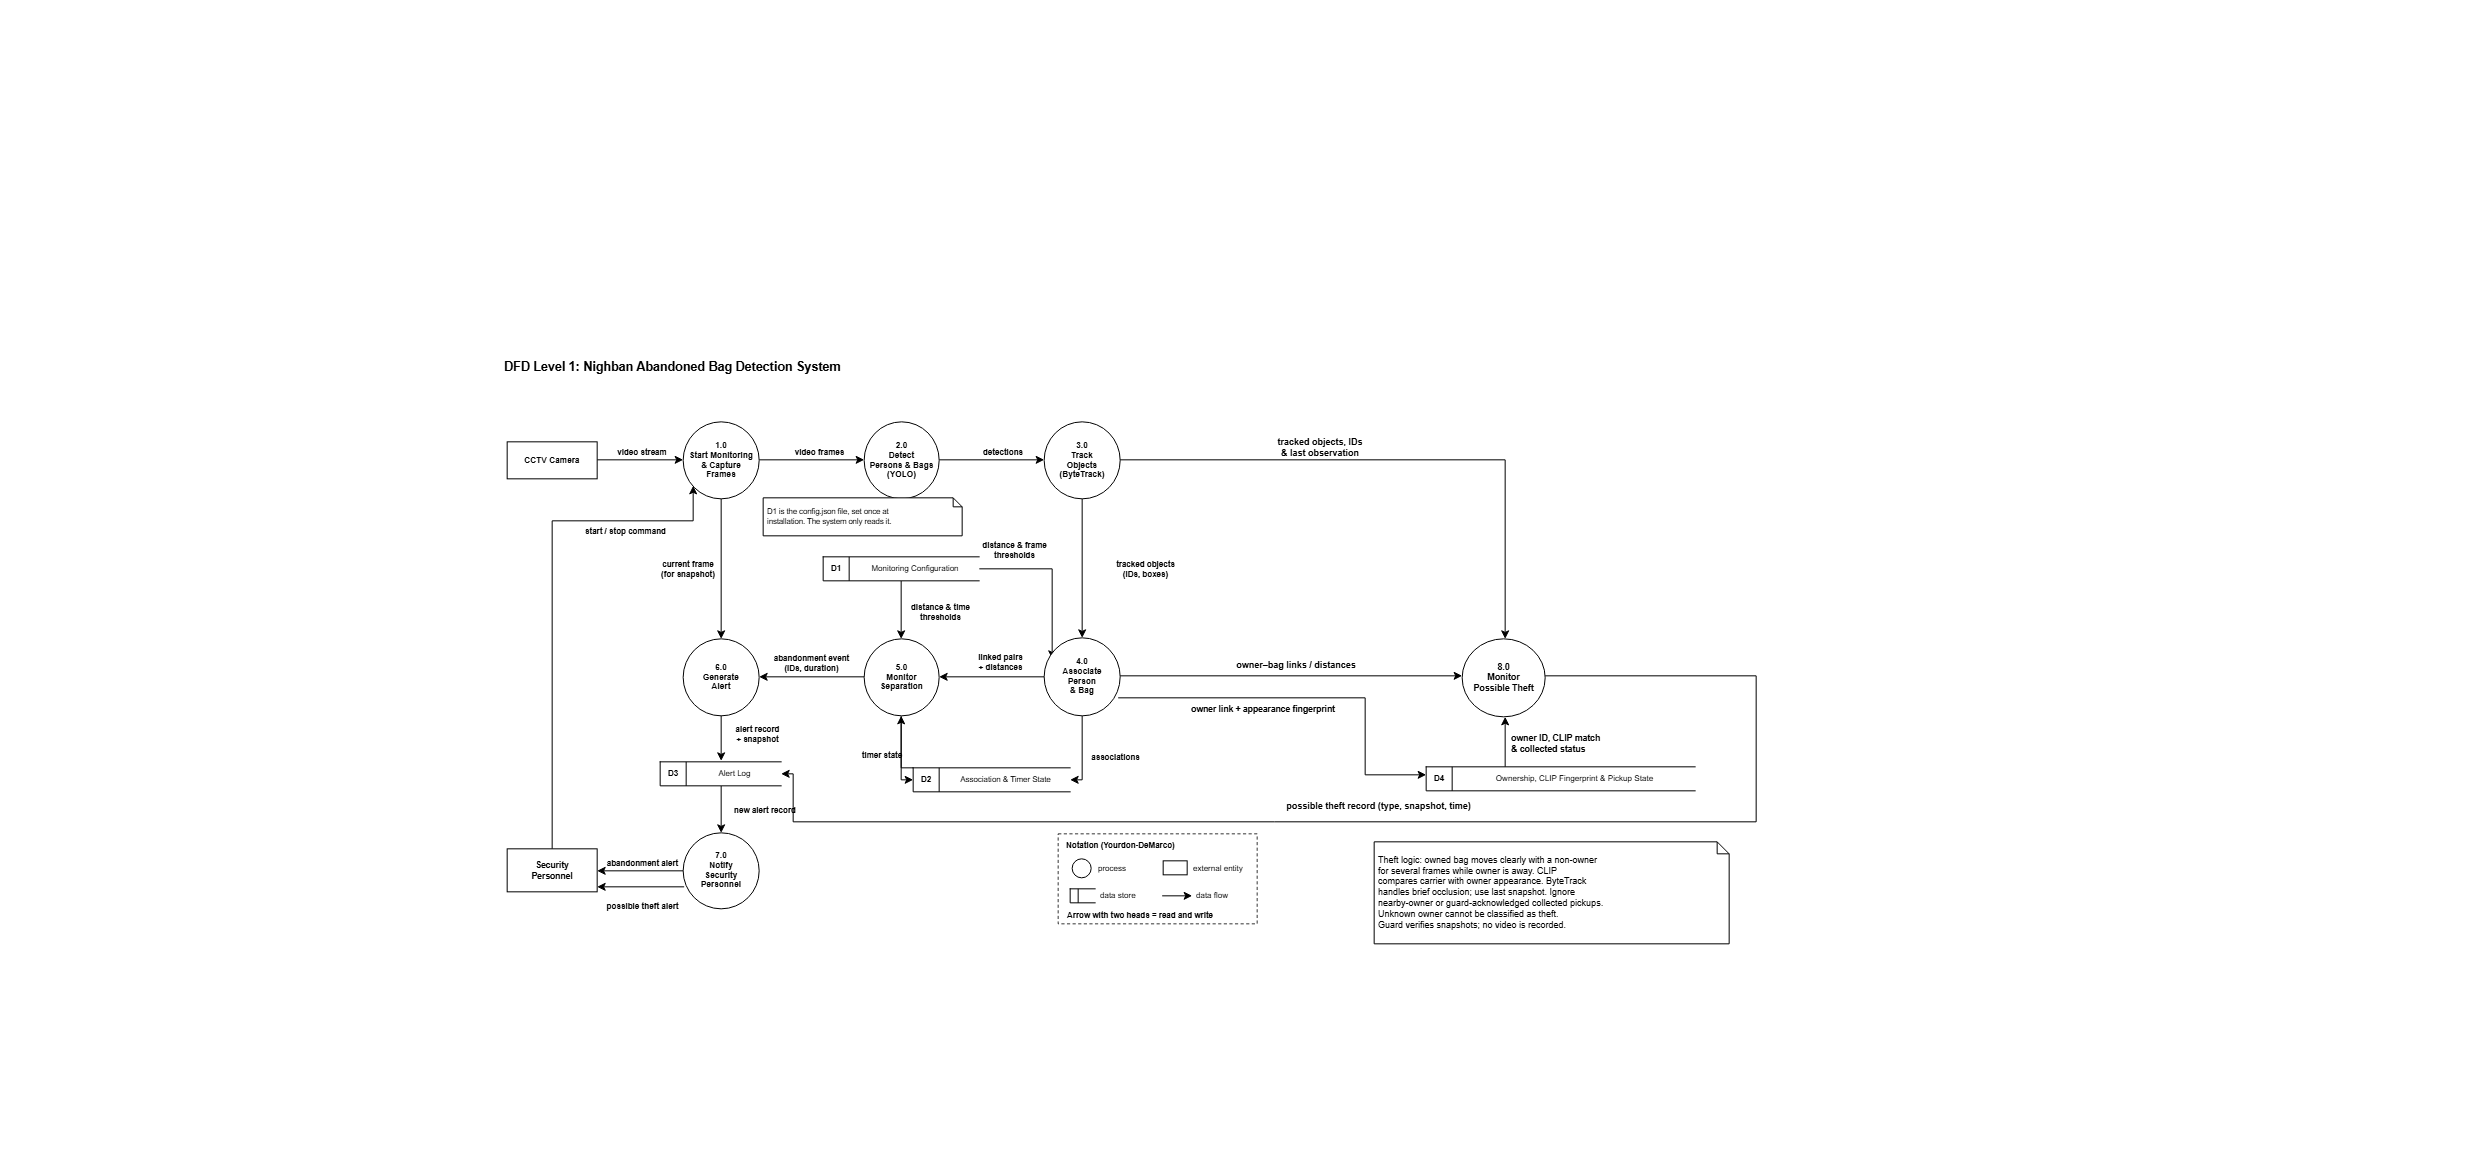 DFD Level 1: Nighban Abandoned Bag Detection System
CCTV Camera
video stream
1.0
Start Monitoring
& Capture
Frames
video frames
2.0
Detect
Persons & Bags
(YOLO)
detections
3.0
Track
Objects
(ByteTrack)
tracked objects, IDs
& last observation
D1 is the config.json file, set once at
installation. The system only reads it.
start / stop command
current frame
(for snapshot)
D1
Monitoring Configuration
distance & frame
thresholds
tracked objects
(IDs, boxes)
distance & time
thresholds
6.0
Generate
Alert
abandonment event
(IDs, duration)
5.0
Monitor
Separation
linked pairs
+ distances
4.0
Associate
Person
& Bag
owner–bag links / distances
8.0
Monitor
Possible Theft
owner link + appearance fingerprint
alert record
+ snapshot
timer state
associations
owner ID, CLIP match
& collected status
D3
Alert Log
D2
Association & Timer State
D4
Ownership, CLIP Fingerprint & Pickup State
new alert record
possible theft record (type, snapshot, time)
Security
Personnel
abandonment alert
possible theft alert
7.0
Notify
Security
Personnel
Notation (Yourdon-DeMarco)
process
external entity
data store
data flow
Arrow with two heads = read and write
Theft logic: owned bag moves clearly with a non-owner
for several frames while owner is away. CLIP
compares carrier with owner appearance. ByteTrack
handles brief occlusion; use last snapshot. Ignore
nearby-owner or guard-acknowledged collected pickups.
Unknown owner cannot be classified as theft.
Guard verifies snapshots; no video is recorded.